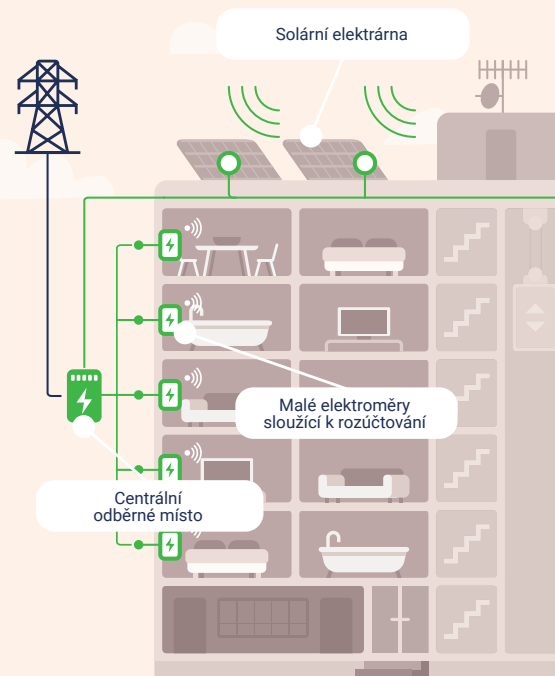 Solární elektrárna
Malé elektroměry
sloužící k rozúčtování
Centrální
odběrné místo